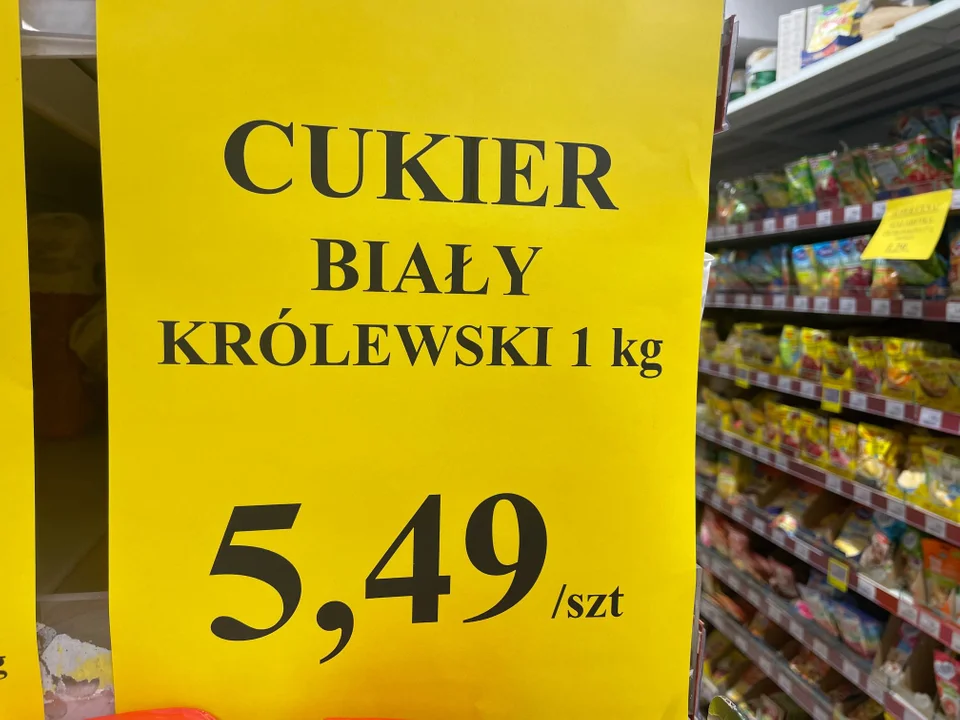 CUKIER
BIAŁY
KRÓLEWSKI 1 kg
5,49 /szt